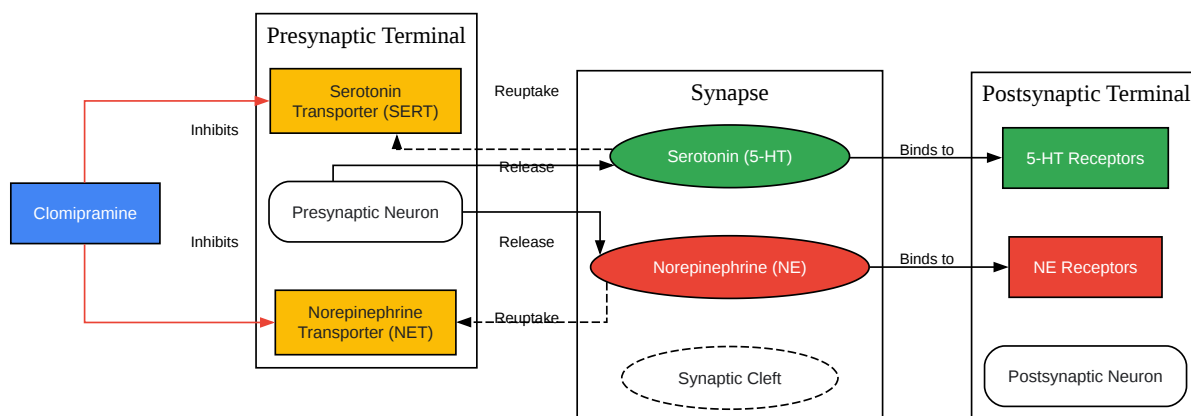 Presynaptic Terminal
Serotonin
Transporter (SERT)
Reuptake
Synapse
Postsynaptic Terminal
Inhibits
Serotonin (5-HT)
Binds to
5-HT Receptors
Release
Clomipramine
Presynaptic Neuron
Inhibits
Release
Norepinephrine (NE)
Binds to
NE Receptors
Norepinephrine
Transporter (NET)
Reuptake
Synaptic Cleft
Postsynaptic Neuron